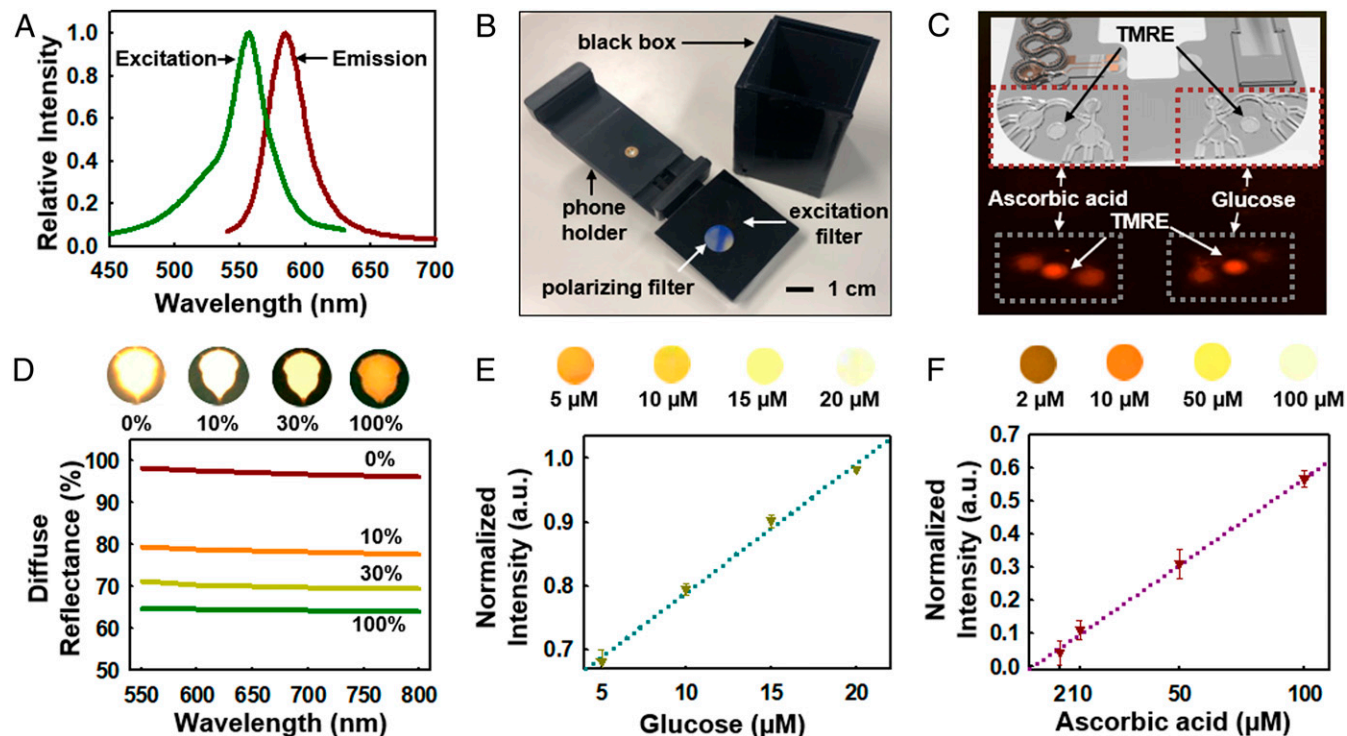 A
Relative Intensity
1.0
0.8
0.6
0.4
0.2
0.0
Excitation
Emission
450 500 550 600 650 700
Wavelength (nm)
B
black box
phone
holder
excitation
filter
polarizing filter
1 cm
C
TMRE
Ascorbic acid
Glucose
TMRE
D
0% 10% 30% 100%
Diffuse
Reflectance (%)
100
90
80
70
60
50
0%
10%
30%
100%
550 600 650 700 750 800
Wavelength (nm)
E
5 µM 10 µM 15 µM 20 µM
Normalized
Intensity (a.u.)
1.0
0.9
0.8
0.7
5 10 15 20
Glucose (µM)
F
2 µM 10 µM 50 µM 100 µM
Normalized
Intensity (a.u.)
0.7
0.6
0.5
0.4
0.3
0.2
0.1
0.0
2 10 50 100
Ascorbic acid (µM)